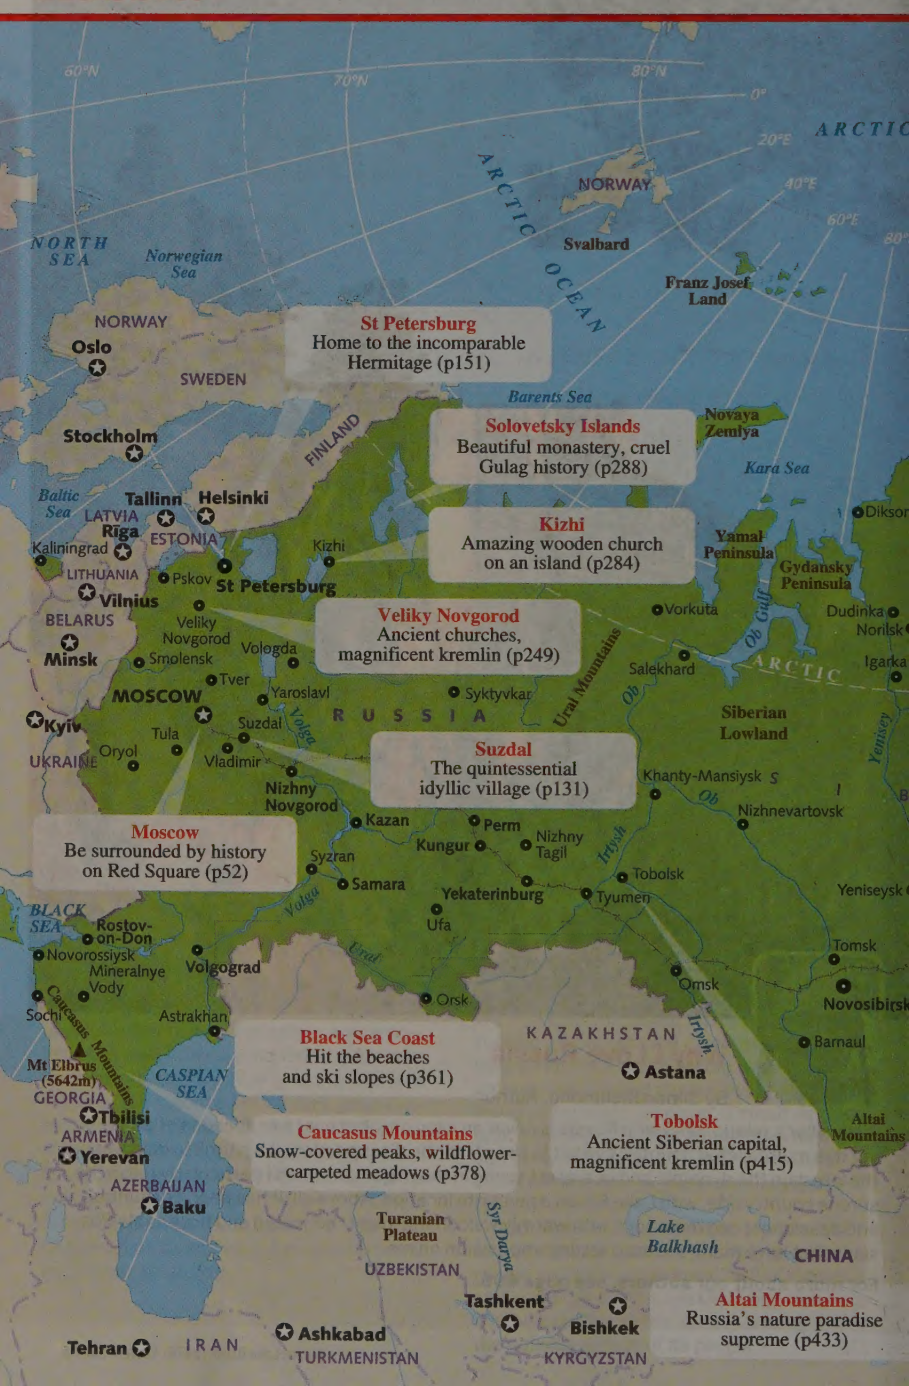 60°N
70°N
80°N
0°
20°E
40°E
60°E
80°
ARCTIC
ARCTIC
OCEAN
NORWAY
Svalbard
Franz Josef
Land
NORTH
SEA
Norwegian
Sea
NORWAY
Oslo
SWEDEN
Stockholm
FINLAND
St Petersburg
Home to the incomparable
Hermitage (p151)
Barents Sea
Novaya
Zemlya
Kara Sea
Solovetsky Islands
Beautiful monastery, cruel
Gulag history (p288)
Baltic
Sea
Tallinn
Helsinki
LATVIA
Rīga
ESTONIA
Kaliningrad
LITHUANIA
Vilnius
Pskov
St Petersburg
Kizhi
Kizhi
Amazing wooden church
on an island (p284)
Yamal
Peninsula
Gydansky
Peninsula
Dikson
BELARUS
Minsk
Veliky
Novgorod
Smolensk
Vologda
Veliky Novgorod
Ancient churches,
magnificent kremlin (p249)
Vorkuta
Ob Gulf
Dudinka
Norilsk
Salekhard
ARCTIC
Igarka
Tver
MOSCOW
Yaroslavl
Syktyvkar
Ural Mountains
Ob
Kyiv
RUSSIA
Siberian
Lowland
Yenisey
UKRAINE
Oryol
Tula
Suzdal
Vladimir
Volga
Nizhny
Novgorod
Suzdal
The quintessential
idyllic village (p131)
Khanty-Mansiysk
S
I
B
Ob
Nizhnevartovsk
Moscow
Be surrounded by history
on Red Square (p52)
Kazan
Perm
Kungur
Nizhny
Tagil
Irtysh
Syzran
Samara
Volga
Yekaterinburg
Ufa
Tobolsk
Tyumen
Yeniseysk
BLACK
SEA
Rostov-
on-Don
Novorossiysk
Mineralnye
Vody
Volgograd
Ural
Orsk
Omsk
Irtysh
Tomsk
Novosibirsk
Sochi
Caucasus Mountains
Astrakhan
Barnaul
Mt Elbrus
(5642m)
CASPIAN
SEA
Black Sea Coast
Hit the beaches
and ski slopes (p361)
KAZAKHSTAN
Astana
GEORGIA
Tbilisi
ARMENIA
Yerevan
Caucasus Mountains
Snow-covered peaks, wildflower-
carpeted meadows (p378)
Tobolsk
Ancient Siberian capital,
magnificent kremlin (p415)
Altai
Mountains
AZERBAIJAN
Baku
Turanian
Plateau
Syr Darya
Lake
Balkhash
UZBEKISTAN
CHINA
Tashkent
Bishkek
Altai Mountains
Russia's nature paradise
supreme (p433)
Tehran
IRAN
Ashkabad
TURKMENISTAN
KYRGYZSTAN